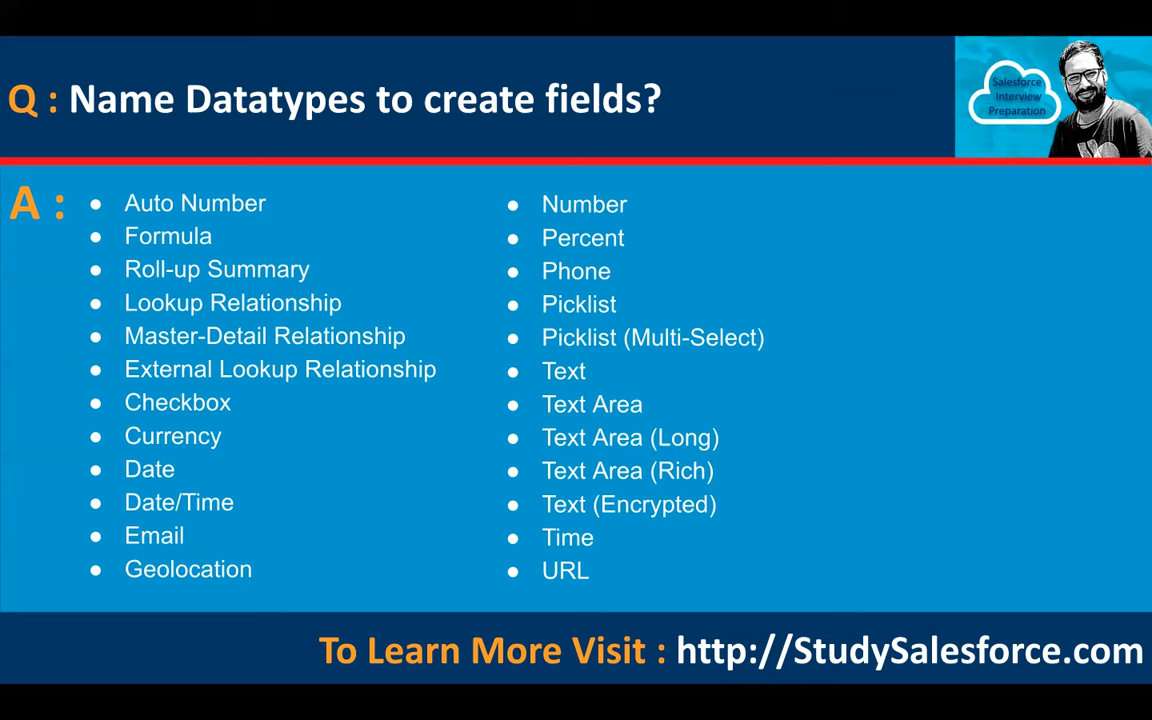 Q : Name Datatypes to create fields?
Salesforce
Interview
Preparation
A :
● Auto Number
● Formula
● Roll-up Summary
● Lookup Relationship
● Master-Detail Relationship
● External Lookup Relationship
● Checkbox
● Currency
● Date
● Date/Time
● Email
● Geolocation
● Number
● Percent
● Phone
● Picklist
● Picklist (Multi-Select)
● Text
● Text Area
● Text Area (Long)
● Text Area (Rich)
● Text (Encrypted)
● Time
● URL
To Learn More Visit : http://StudySalesforce.com